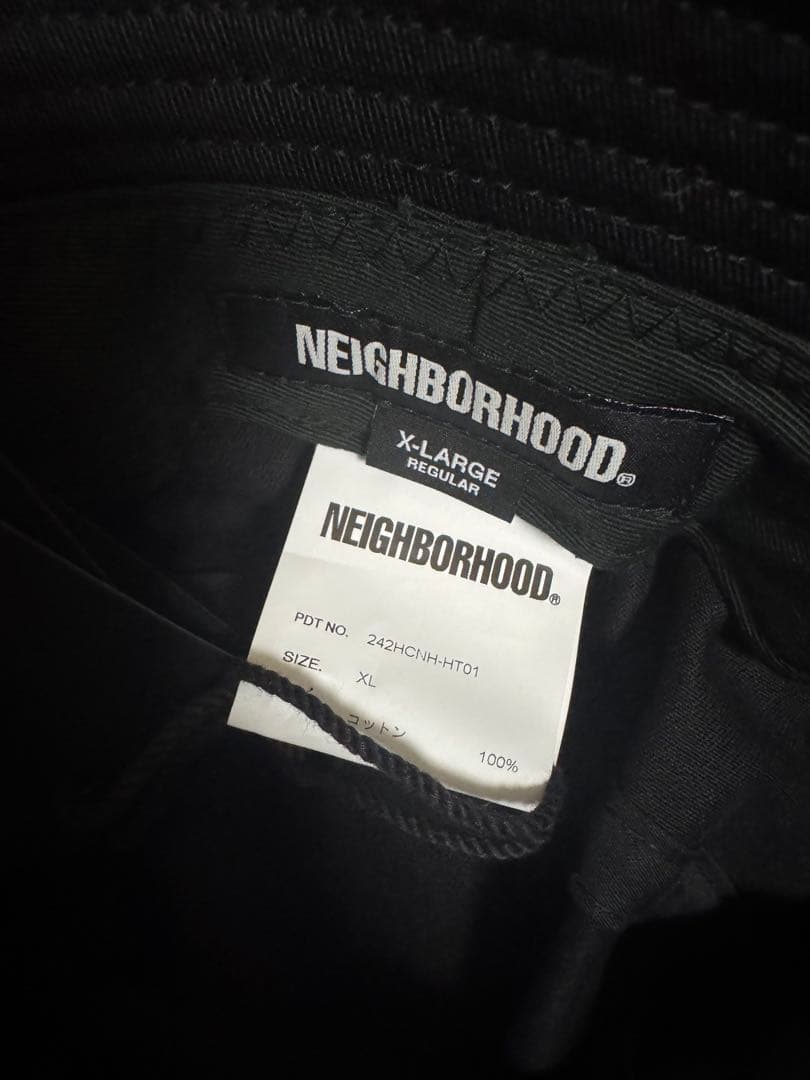 NEIGHBORHOOD®
X-LARGE
REGULAR
NEIGHBORHOOD®
PDT NO. 242HCNH-HT01
SIZE. XL
コットン 100%